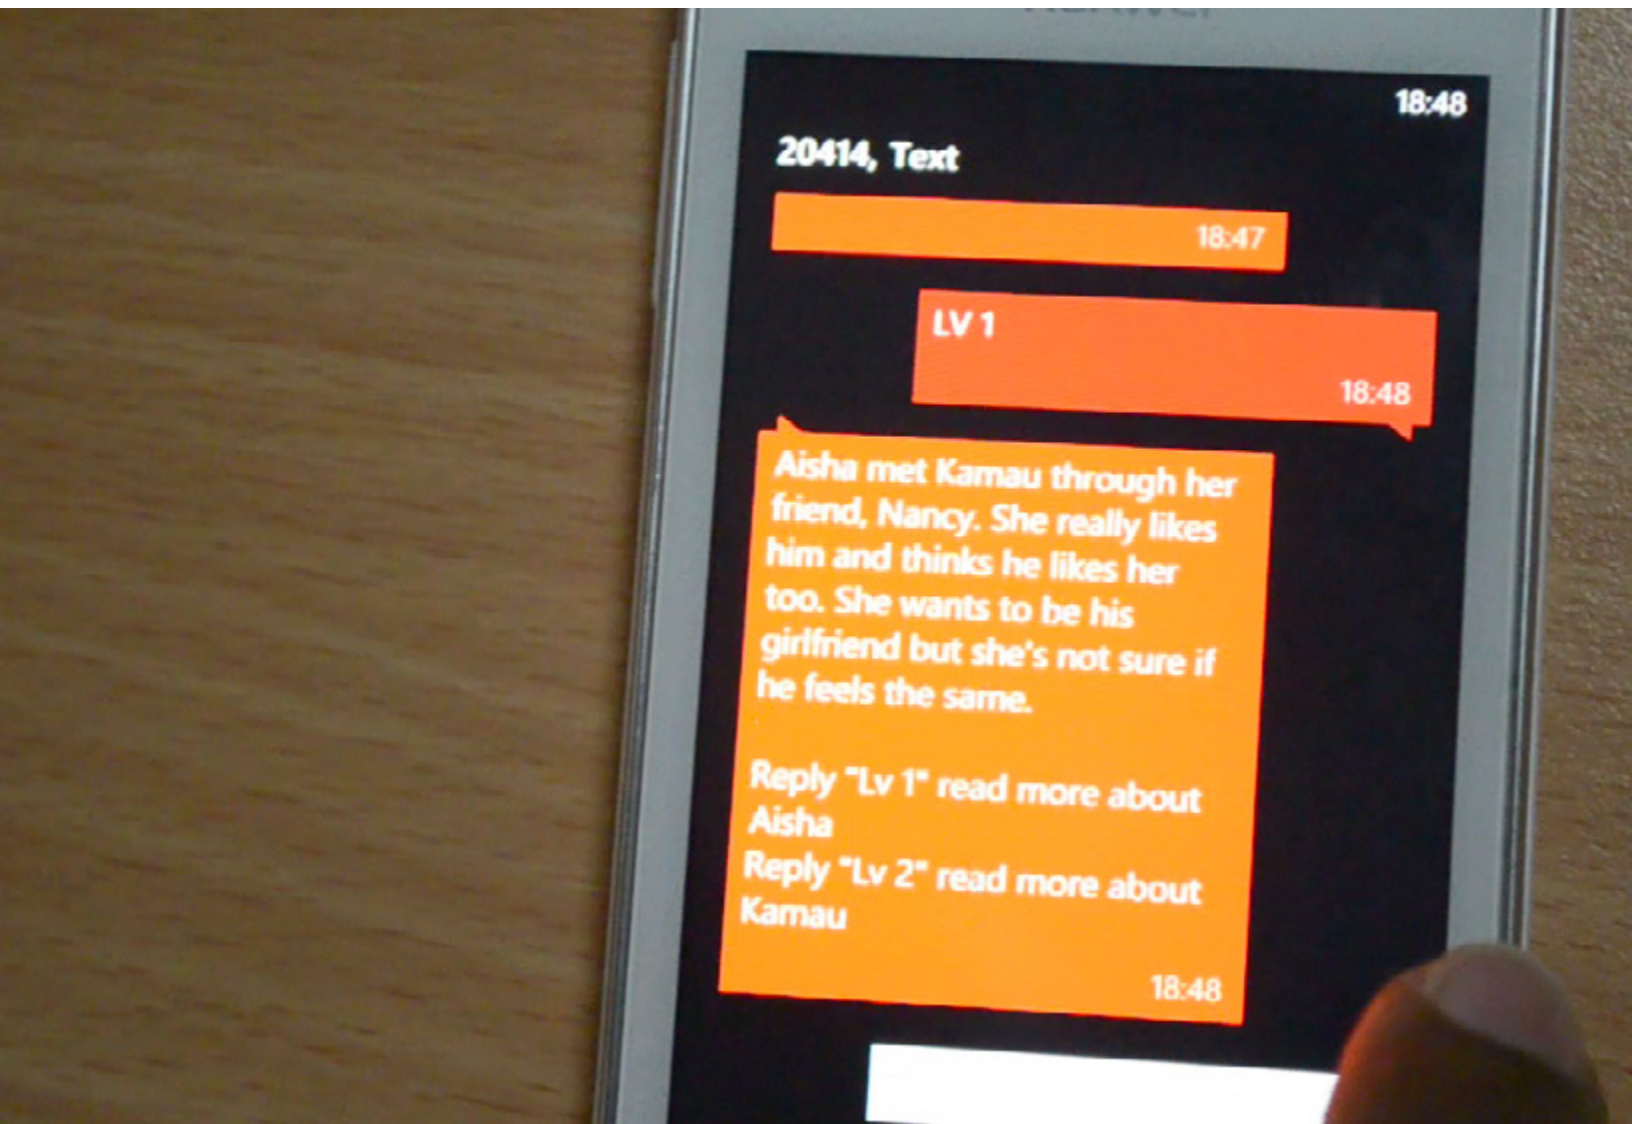 18:48
20414, Text
18:47
LV 1
18:48
Aisha met Kamau through her
friend, Nancy. She really likes
him and thinks he likes her
too. She wants to be his
girlfriend but she's not sure if
he feels the same.
Reply "Lv 1" read more about
Aisha
Reply "Lv 2" read more about
Kamau
18:48